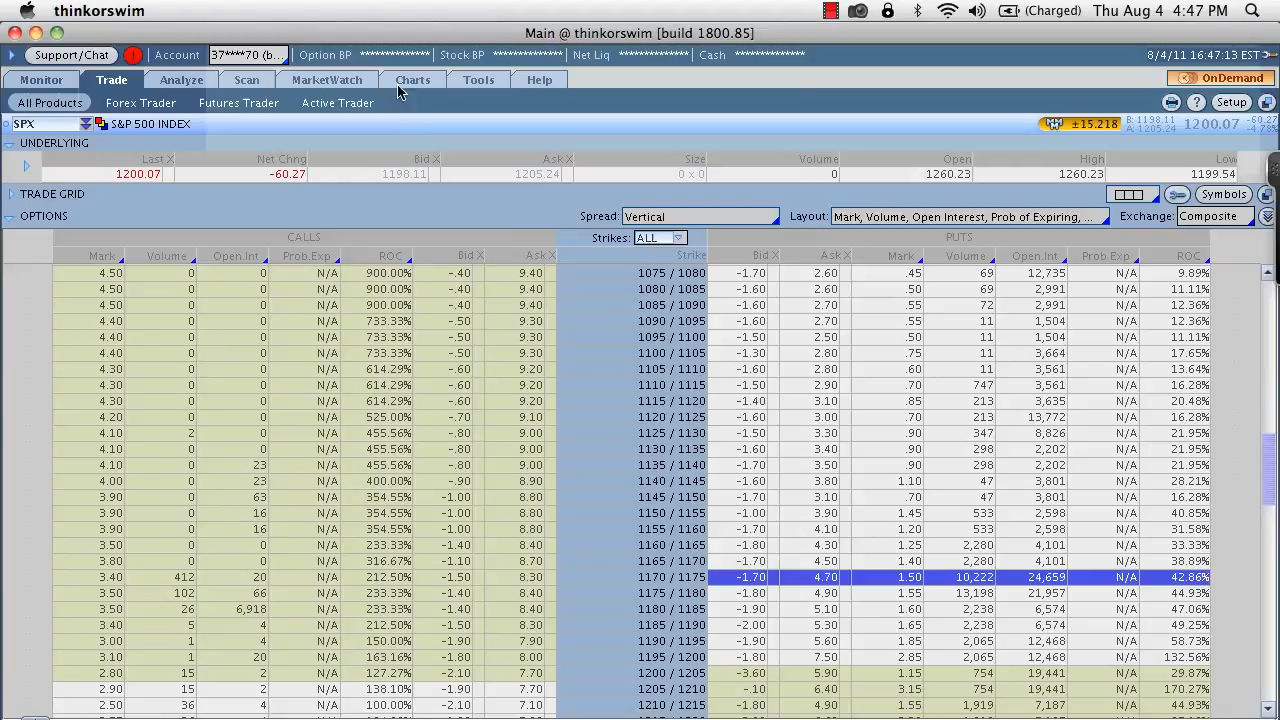 thinkorswim (Charged) Thu Aug 4 4:47 PM
Main @ thinkorswim [build 1800.85]
Support/Chat Account 37****70 (b... Option BP ************** Stock BP ************** Net Liq ************** Cash ************** 8/4/11 16:47:13 EST
Monitor Trade Analyze Scan MarketWatch Charts Tools Help OnDemand
All Products Forex Trader Futures Trader Active Trader Setup
SPX S&P 500 INDEX ±15.218 B: 1198.11 A: 1205.24 1200.07 -60.27 -4.78%
UNDERLYING
Last X Net Chng Bid X Ask X Size Volume Open High Low
1200.07 -60.27 1198.11 1205.24 0 x 0 0 1260.23 1260.23 1199.54
TRADE GRID Symbols
OPTIONS Spread: Vertical Layout: Mark, Volume, Open Interest, Prob of Expiring, ... Exchange: Composite
CALLS Strikes: ALL PUTS
Mark Volume Open.Int Prob.Exp ROC Bid X Ask X Strike Bid X Ask X Mark Volume Open.Int Prob.Exp ROC
4.50 0 0 N/A 900.00% -.40 9.40 1075 / 1080 -1.70 2.60 .45 69 12,735 N/A 9.89%
4.50 0 0 N/A 900.00% -.40 9.40 1080 / 1085 -1.60 2.60 .50 69 2,991 N/A 11.11%
4.50 0 0 N/A 900.00% -.40 9.40 1085 / 1090 -1.60 2.70 .55 72 2,991 N/A 12.36%
4.40 0 0 N/A 733.33% -.50 9.30 1090 / 1095 -1.60 2.70 .55 11 1,504 N/A 12.36%
4.40 0 0 N/A 733.33% -.50 9.30 1095 / 1100 -1.50 2.50 .50 11 1,504 N/A 11.11%
4.40 0 0 N/A 733.33% -.50 9.30 1100 / 1105 -1.30 2.80 .75 11 3,664 N/A 17.65%
4.30 0 0 N/A 614.29% -.60 9.20 1105 / 1110 -1.60 2.80 .60 11 3,561 N/A 13.64%
4.30 0 0 N/A 614.29% -.60 9.20 1110 / 1115 -1.50 2.90 .70 747 3,561 N/A 16.28%
4.30 0 0 N/A 614.29% -.60 9.20 1115 / 1120 -1.40 3.10 .85 213 3,635 N/A 20.48%
4.20 0 0 N/A 525.00% -.70 9.10 1120 / 1125 -1.60 3.00 .70 213 13,772 N/A 16.28%
4.10 2 0 N/A 455.56% -.80 9.00 1125 / 1130 -1.50 3.30 .90 347 8,826 N/A 21.95%
4.10 0 0 N/A 455.56% -.80 9.00 1130 / 1135 -1.60 3.40 .90 298 2,202 N/A 21.95%
4.10 0 23 N/A 455.56% -.80 9.00 1135 / 1140 -1.70 3.50 .90 298 2,202 N/A 21.95%
4.00 0 23 N/A 400.00% -.90 8.90 1140 / 1145 -1.60 3.80 1.10 47 3,801 N/A 28.21%
3.90 0 63 N/A 354.55% -1.00 8.80 1145 / 1150 -1.70 3.10 .70 47 3,801 N/A 16.28%
3.90 0 16 N/A 354.55% -1.00 8.80 1150 / 1155 -1.00 3.90 1.45 533 2,598 N/A 40.85%
3.90 0 16 N/A 354.55% -1.00 8.80 1155 / 1160 -1.70 4.10 1.20 533 2,598 N/A 31.58%
3.50 0 0 N/A 233.33% -1.40 8.40 1160 / 1165 -1.80 4.30 1.25 2,280 4,101 N/A 33.33%
3.80 0 0 N/A 316.67% -1.10 8.70 1165 / 1170 -1.70 4.50 1.40 2,280 4,101 N/A 38.89%
3.40 412 20 N/A 212.50% -1.50 8.30 1170 / 1175 -1.70 4.70 1.50 10,222 24,659 N/A 42.86%
3.50 102 66 N/A 233.33% -1.40 8.40 1175 / 1180 -1.80 4.90 1.55 13,198 21,957 N/A 44.93%
3.50 26 6,918 N/A 233.33% -1.40 8.40 1180 / 1185 -1.90 5.10 1.60 2,238 6,574 N/A 47.06%
3.40 5 4 N/A 212.50% -1.50 8.30 1185 / 1190 -2.00 5.30 1.65 2,238 6,574 N/A 49.25%
3.00 1 4 N/A 150.00% -1.90 7.90 1190 / 1195 -1.90 5.60 1.85 2,065 12,468 N/A 58.73%
3.10 1 20 N/A 163.16% -1.80 8.00 1195 / 1200 -1.80 7.50 2.85 2,065 12,468 N/A 132.56%
2.80 15 2 N/A 127.27% -2.10 7.70 1200 / 1205 -3.60 5.90 1.15 754 19,441 N/A 29.87%
2.90 15 2 N/A 138.10% -1.90 7.70 1205 / 1210 -.10 6.40 3.15 754 19,441 N/A 170.27%
2.50 36 4 N/A 100.00% -2.10 7.10 1210 / 1215 -1.80 4.90 1.55 1,919 7,187 N/A 44.93%